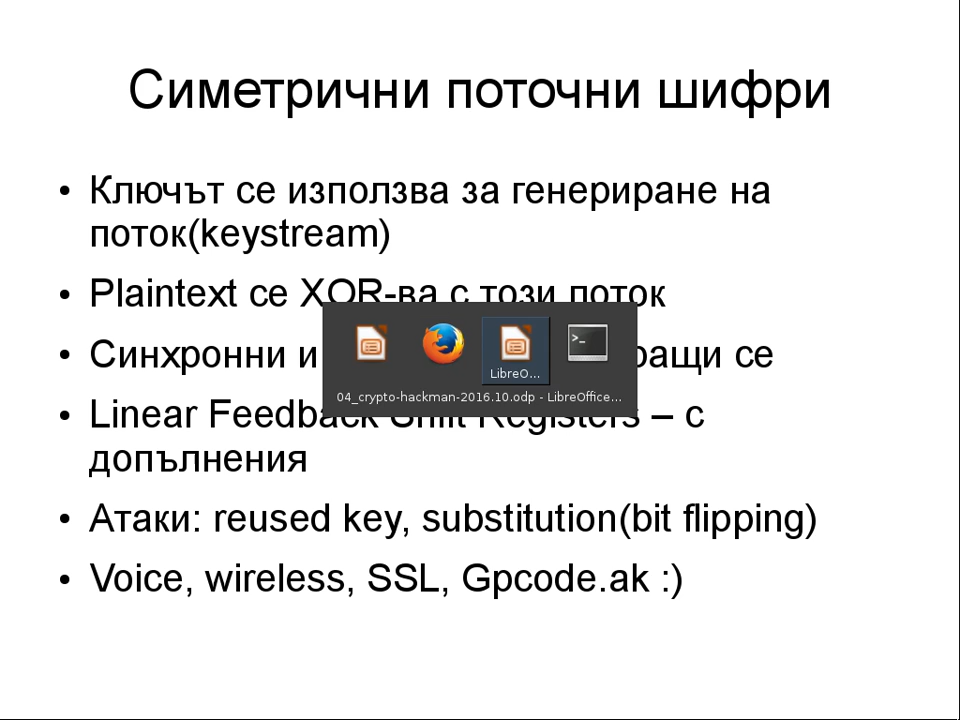 Симетрични поточни шифри
Ключът се използва за генериране на
поток(keystream)
Plaintext се XOR-ва с този поток
Синхронни и
се
LibreO...
04_crypto-hackman-2016.10.odp - LibreOffice...
Linear Feedback Shift Registers – с
допълнения
Атаки: reused key, substitution(bit flipping)
Voice, wireless, SSL, Gpcode.ak :)